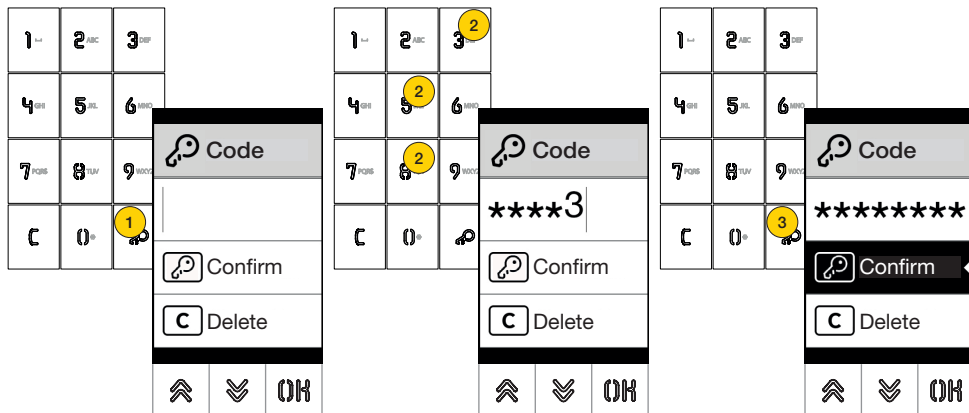 1 2 ABC 3 DEF
4 GHI 5 JKL 6 MNO
7 PQRS 8 TUV 9 WXYZ
C 0 1
Code
Confirm
C Delete
OK
1 2 ABC 3 2
4 GHI 5 2 6 MNO
7 PQRS 8 2 9 WXYZ
C 0
Code
****3
Confirm
C Delete
OK
1 2 ABC 3 DEF
4 GHI 5 JKL 6 MNO
7 PQRS 8 TUV 9 WXYZ
C 0 3
Code
********
Confirm
C Delete
OK